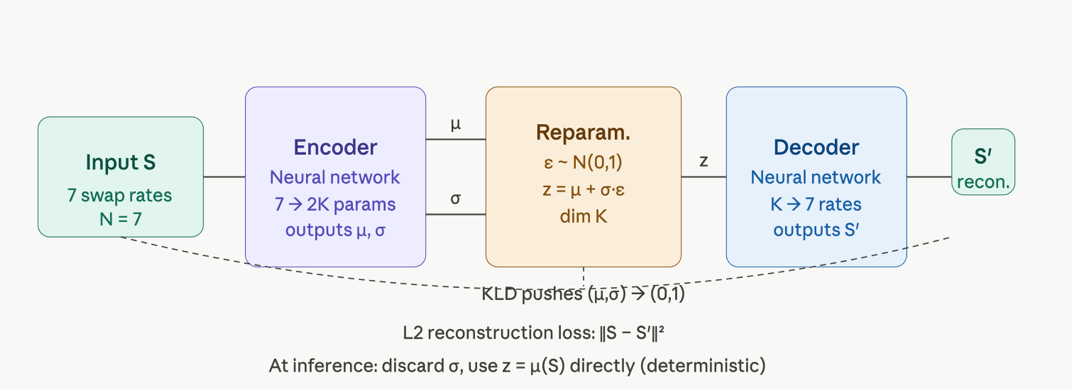 Input S
7 swap rates
N = 7
Encoder
Neural network
7 → 2K params
outputs μ, σ
μ
σ
Reparam.
ε ~ N(0,1)
z = μ + σ·ε
dim K
z
Decoder
Neural network
K → 7 rates
outputs S′
S′
recon.
KLD pushes (μ,σ) → (0,1)
L2 reconstruction loss: ‖S − S′‖²
At inference: discard σ, use z = μ(S) directly (deterministic)